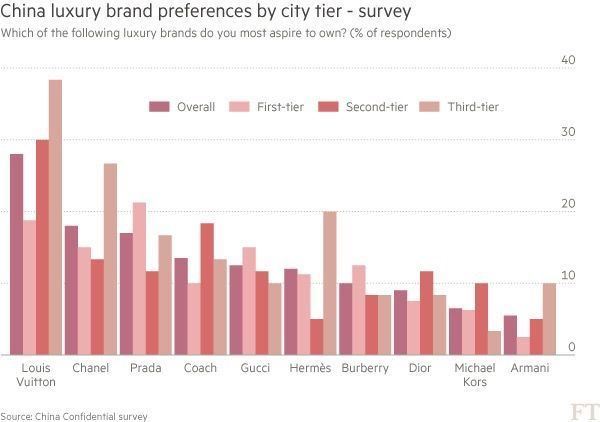 China luxury brand preferences by city tier - survey
Which of the following luxury brands do you most aspire to own? (% of respondents)
40
Overall First-tier Second-tier Third-tier
30
20
10
0
Louis Vuitton Chanel Prada Coach Gucci Hermès Burberry Dior Michael Kors Armani
Source: China Confidential survey
FT